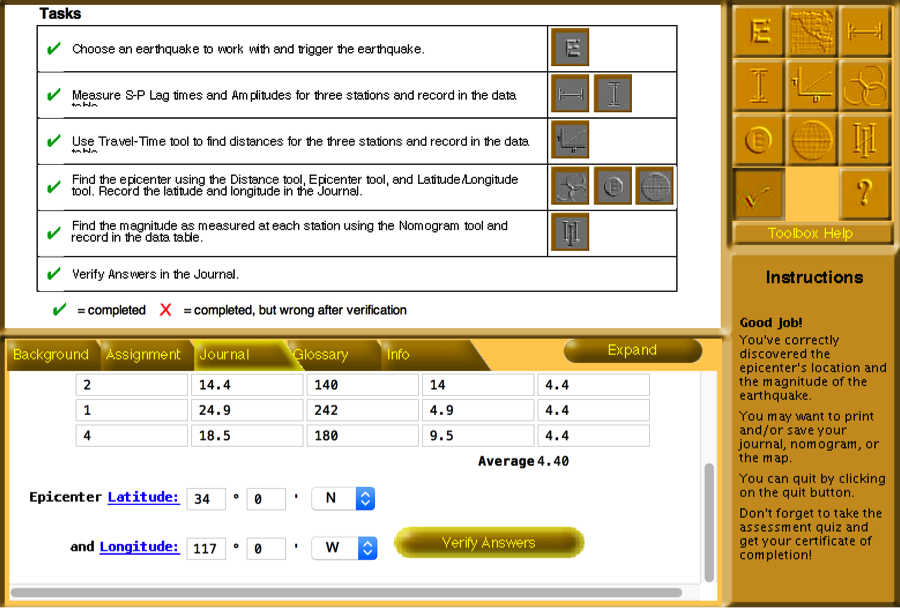 Tasks
Choose an earthquake to work with and trigger the earthquake.
Measure S-P Lag times and Amplitudes for three stations and record in the data
Use Travel-Time tool to find distances for the three stations and record in the data
Find the epicenter using the Distance tool, Epicenter tool, and Latitude/Longitude
tool. Record the latitude and longitude in the Journal.
Find the magnitude as measured at each station using the Nomogram tool and
record in the data table.
Verify Answers in the Journal.
= completed = completed, but wrong after verification
Background Assignment Journal Glossary Info Expand
2 14.4 140 14 4.4
1 24.9 242 4.9 4.4
4 18.5 180 9.5 4.4
Average 4.40
Epicenter Latitude: 34 ° 0 ' N
and Longitude: 117 ° 0 ' W
Verify Answers
E
E
E
E
?
Toolbox Help
Instructions
Good Job!
You've correctly
discovered the
epicenter's location and
the magnitude of the
earthquake.
You may want to print
and/or save your
journal, nomogram, or
the map.
You can quit by clicking
on the quit button.
Don't forget to take the
assessment quiz and
get your certificate of
completion!